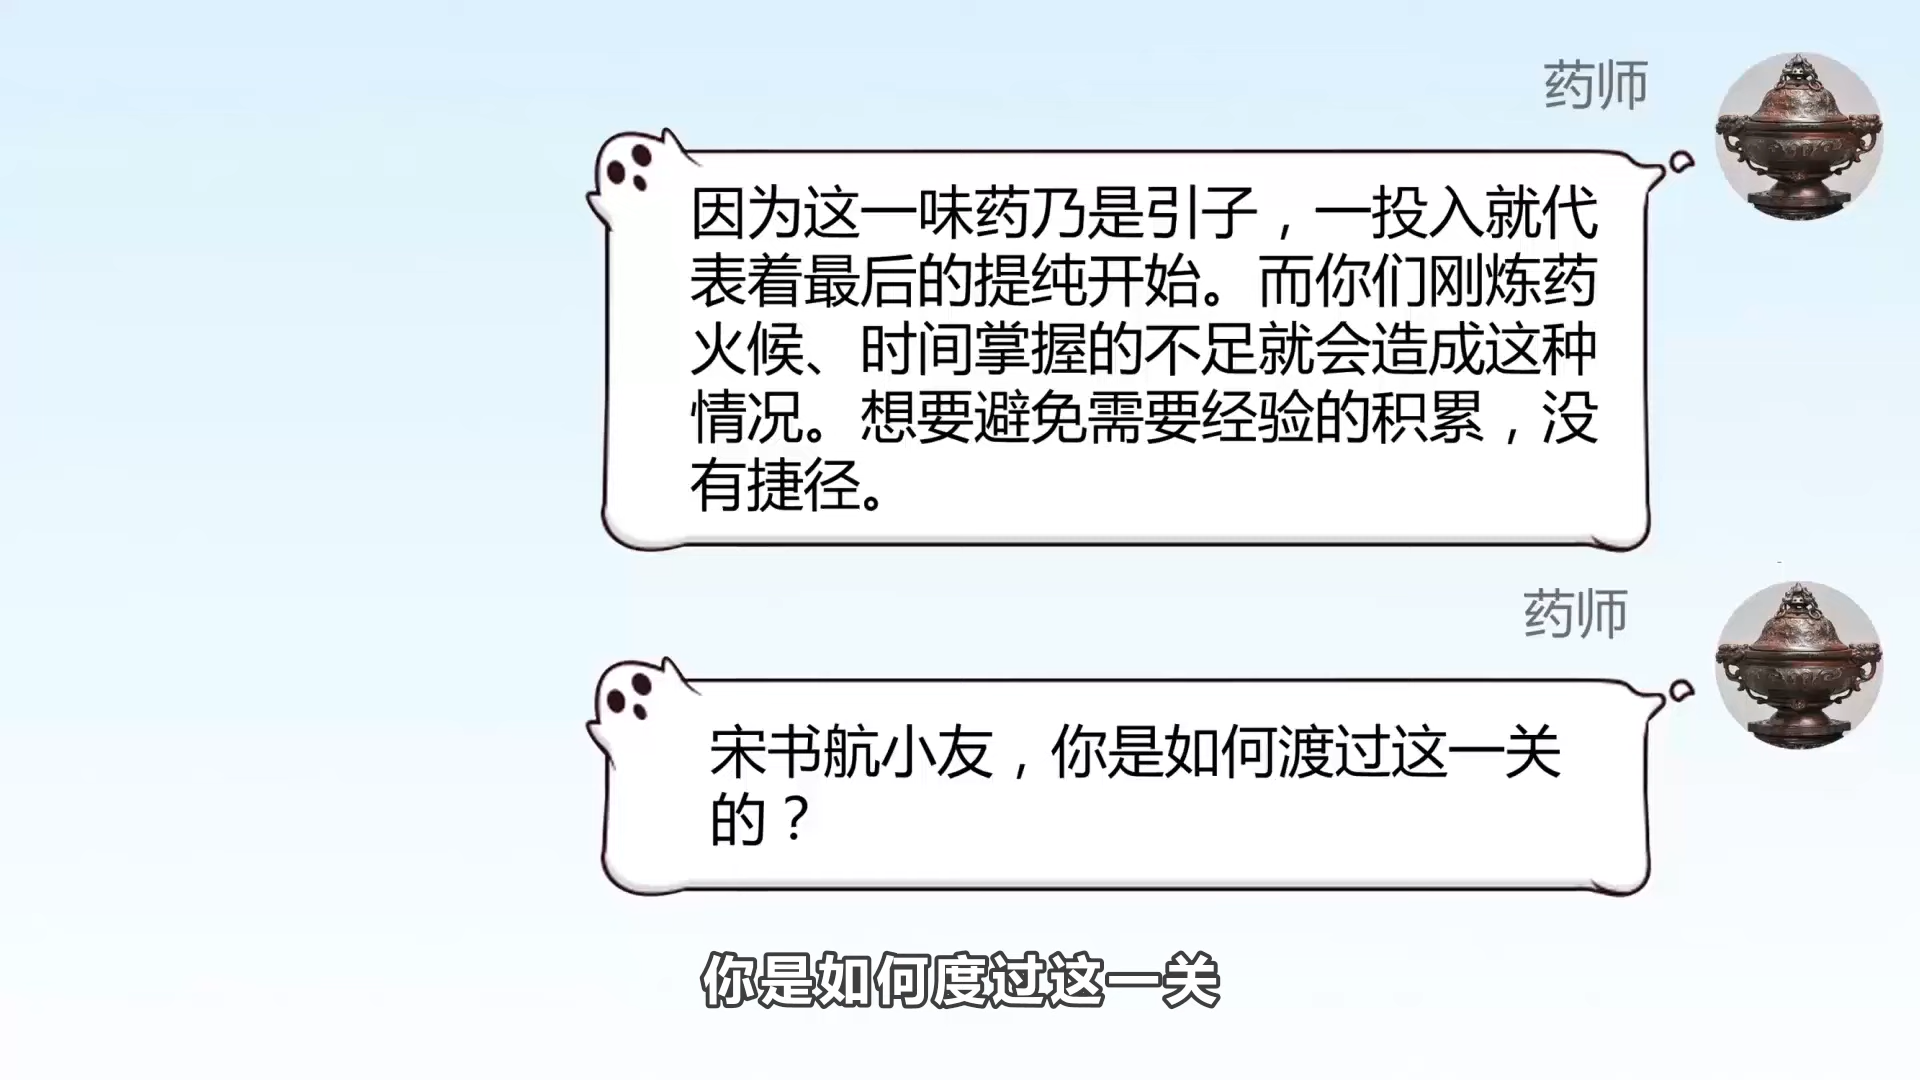 药师
因为这一味药乃是引子，一投入就代
表着最后的提纯开始。而你们刚炼药
火候、时间掌握的不足就会造成这种
情况。想要避免需要经验的积累，没
有捷径。
药师
宋书航小友，你是如何渡过这一关
的？
你是如何度过这一关